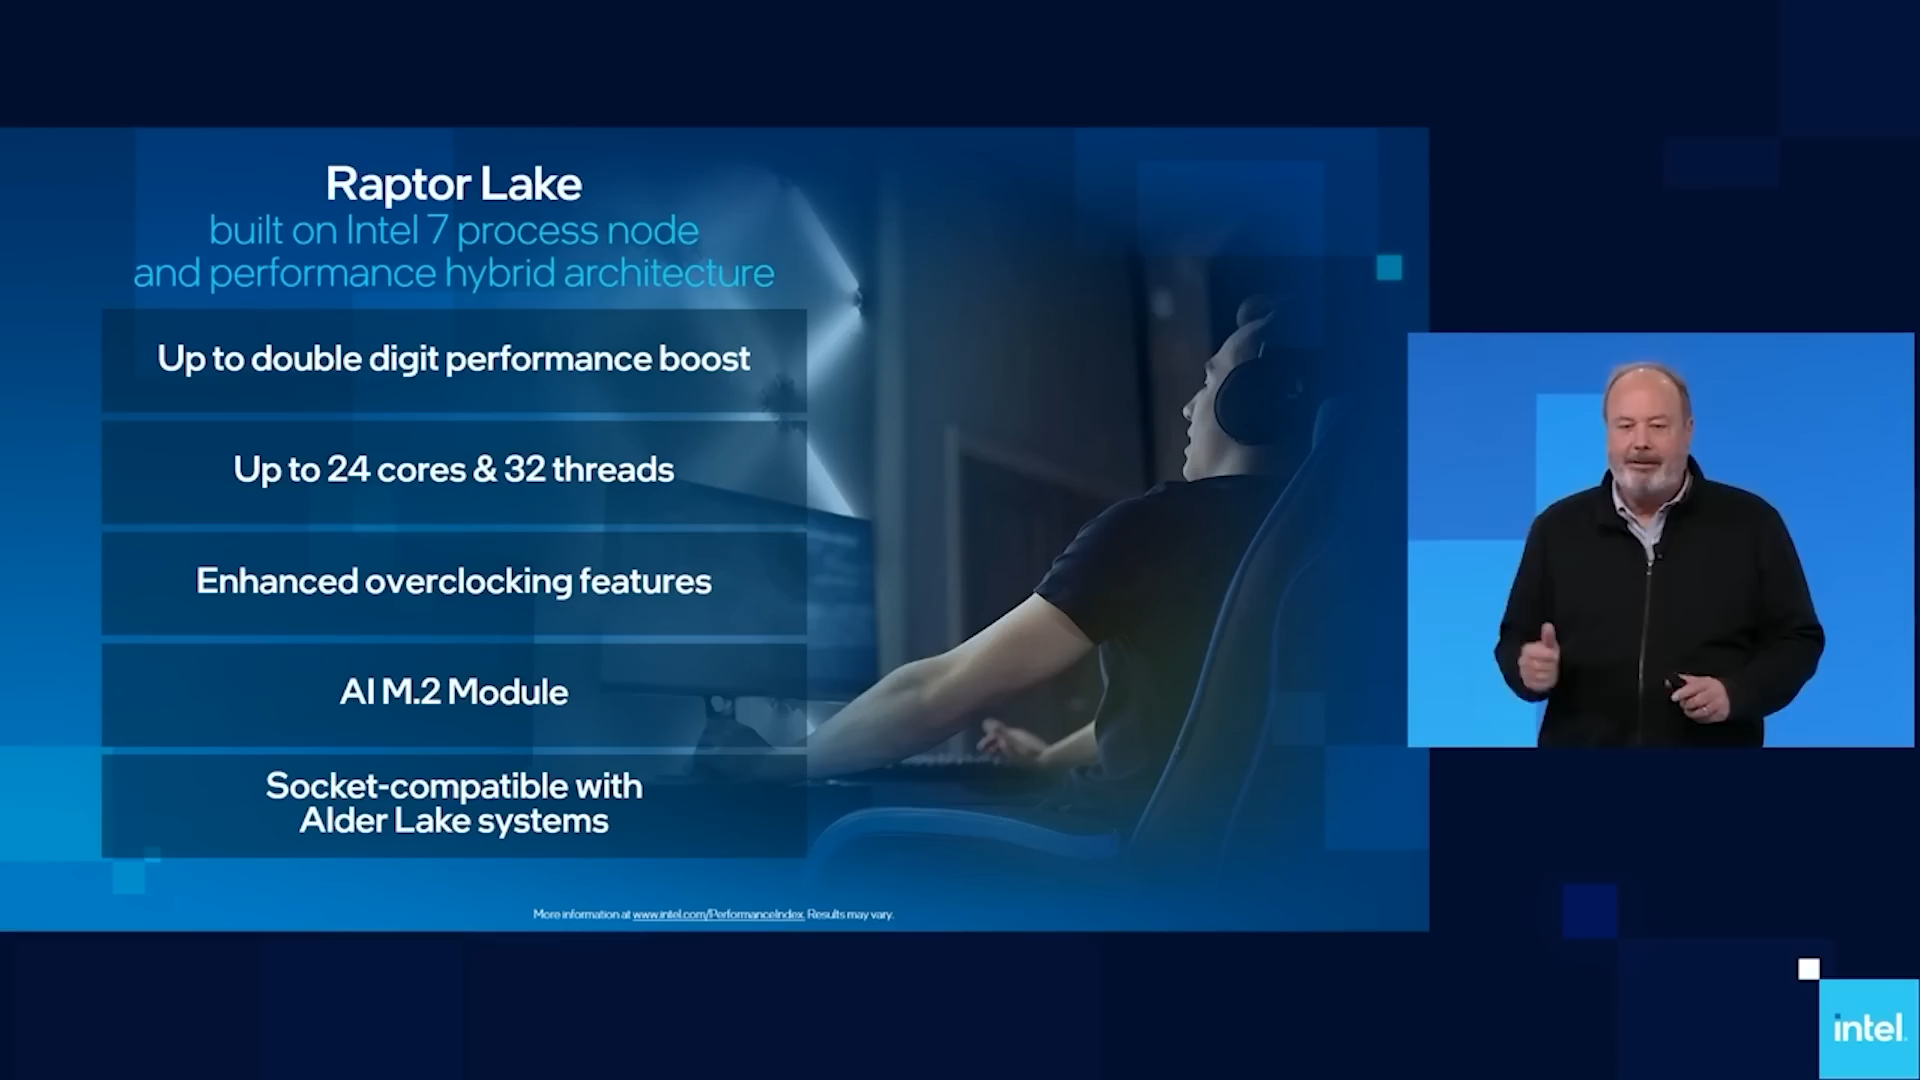 Raptor Lake
built on Intel 7 process node
and performance hybrid architecture
Up to double digit performance boost
Up to 24 cores & 32 threads
Enhanced overclocking features
AI M.2 Module
Socket-compatible with
Alder Lake systems
More information at www.intel.com/PerformanceIndex. Results may vary.
intel.